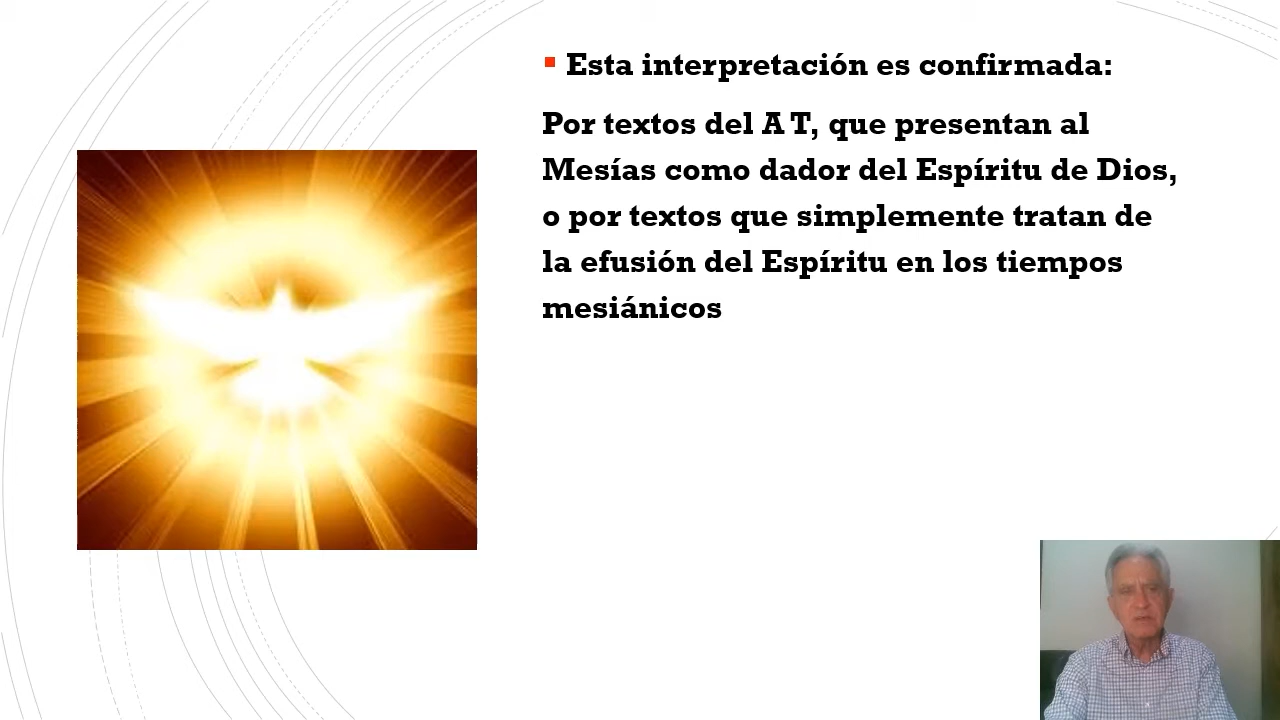 Esta interpretación es confirmada:
Por textos del A T, que presentan al
Mesías como dador del Espíritu de Dios,
o por textos que simplemente tratan de
la efusión del Espíritu en los tiempos
mesiánicos